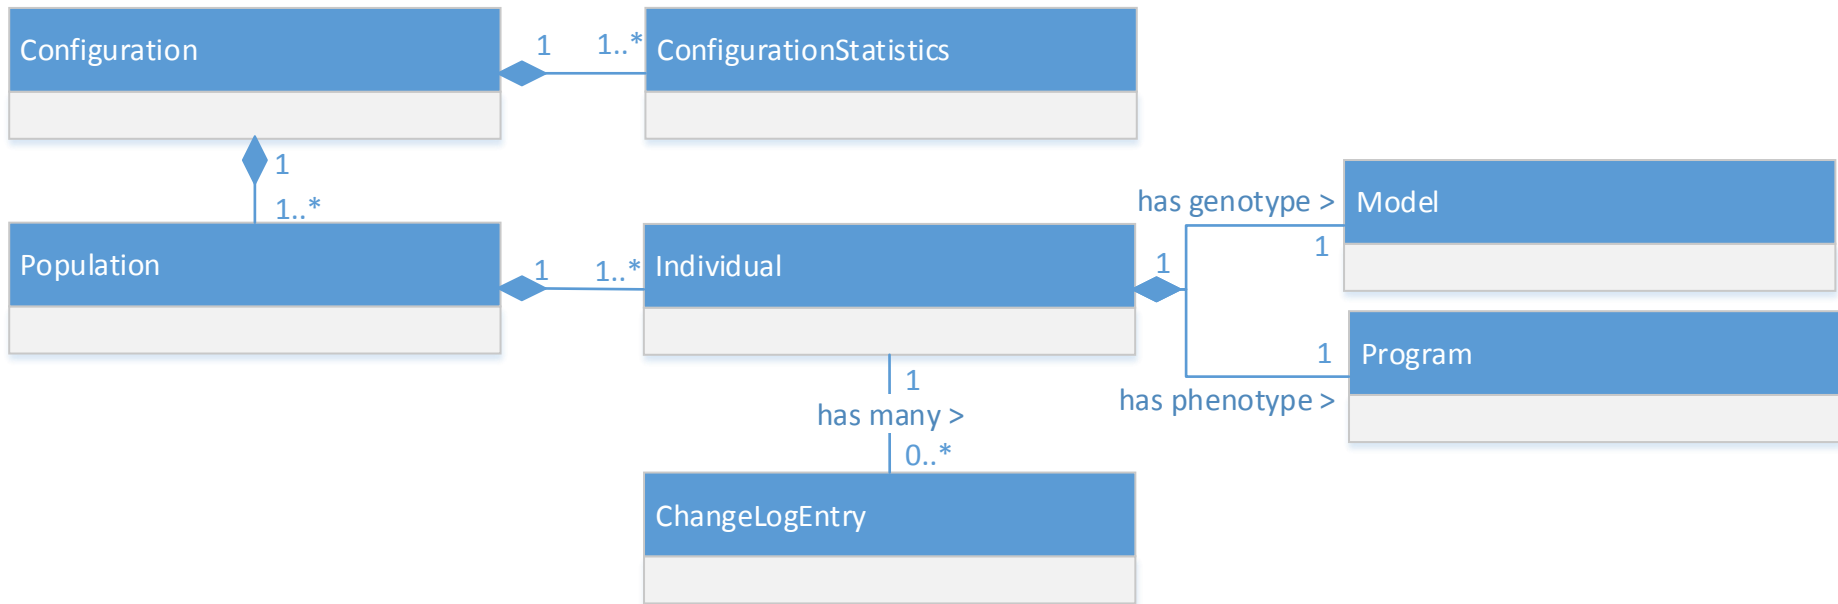 Configuration
1
1..*
ConfigurationStatistics
1
1..*
Population
1
1..*
Individual
1
has genotype >
1
Model
1
has phenotype >
Program
1
has many >
0..*
ChangeLogEntry